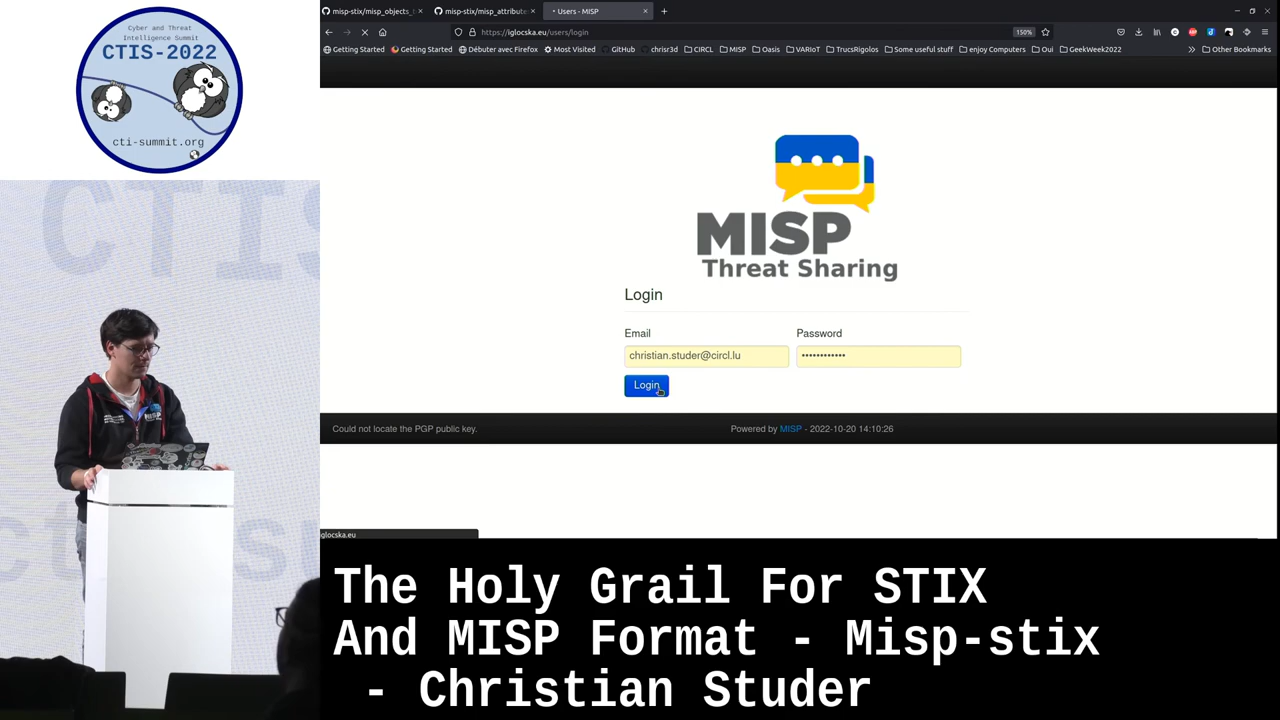 Cyber and Threat
Intelligence Summit
CTIS-2022
cti-summit.org
misp-stix/misp_objects_t
misp-stix/misp_attribute
Users - MISP
https://iglocska.eu/users/login
150%
Getting Started
Getting Started
Débuter avec Firefox
Most Visited
GitHub
chrisr3d
CIRCL
MISP
Oasis
VARIoT
TrucsRigolos
Some useful stuff
enjoy Computers
Oui
GeekWeek2022
Other Bookmarks
MISP
Threat Sharing
Login
Email
Password
christian.studer@circl.lu
Login
Could not locate the PGP public key.
Powered by MISP - 2022-10-20 14:10:26
glocska.eu
CTIS
MISP
The Holy Grail For STIX
And MISP Format - Misp-stix
- Christian Studer